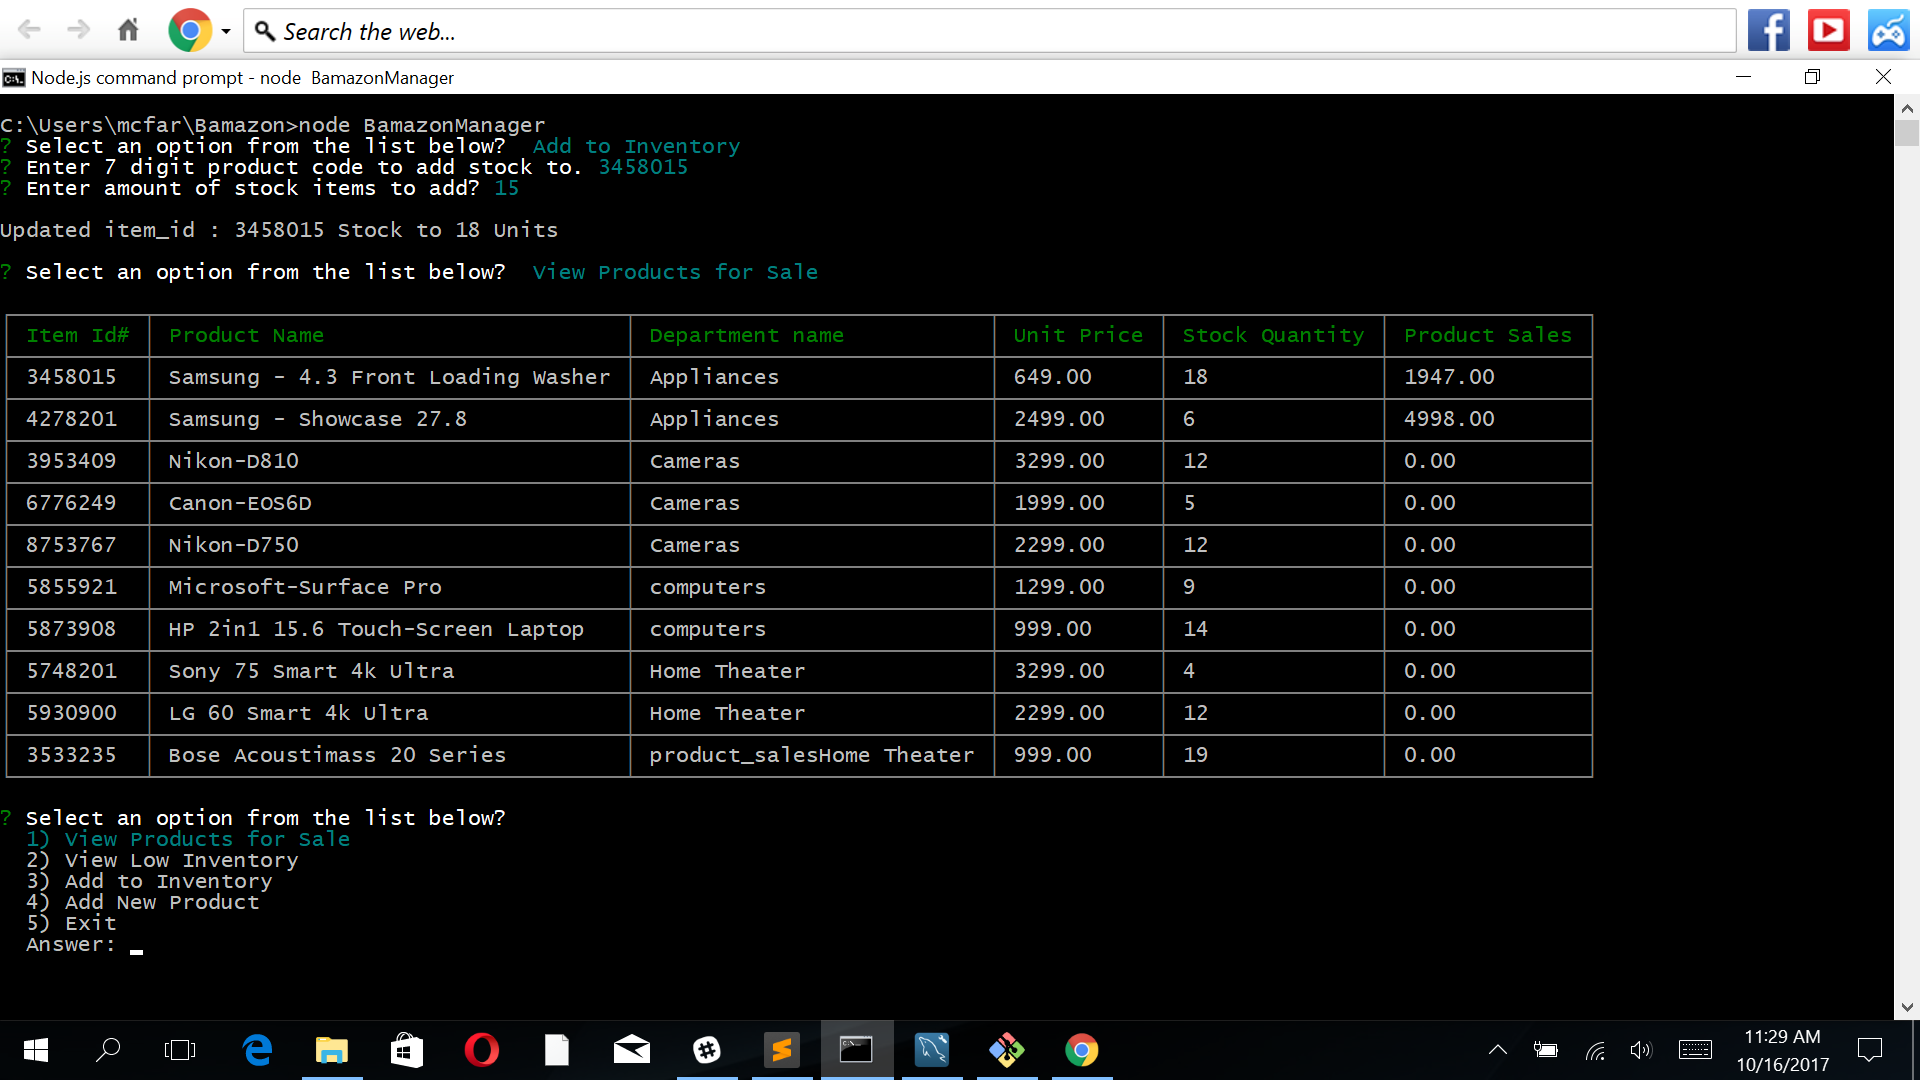 Search the web...
Node.js command prompt - node  BamazonManager
C:\Users\mcfar\Bamazon>node BamazonManager
? Select an option from the list below?  Add to Inventory
? Enter 7 digit product code to add stock to. 3458015
? Enter amount of stock items to add? 15
Updated item_id : 3458015 Stock to 18 Units
? Select an option from the list below?  View Products for Sale
Item Id# Product Name Department name Unit Price Stock Quantity Product Sales
3458015 Samsung - 4.3 Front Loading Washer Appliances 649.00 18 1947.00
4278201 Samsung - Showcase 27.8 Appliances 2499.00 6 4998.00
3953409 Nikon-D810 Cameras 3299.00 12 0.00
6776249 Canon-EOS6D Cameras 1999.00 5 0.00
8753767 Nikon-D750 Cameras 2299.00 12 0.00
5855921 Microsoft-Surface Pro computers 1299.00 9 0.00
5873908 HP 2in1 15.6 Touch-Screen Laptop computers 999.00 14 0.00
5748201 Sony 75 Smart 4k Ultra Home Theater 3299.00 4 0.00
5930900 LG 60 Smart 4k Ultra Home Theater 2299.00 12 0.00
3533235 Bose Acoustimass 20 Series product_salesHome Theater 999.00 19 0.00
? Select an option from the list below?
1) View Products for Sale
2) View Low Inventory
3) Add to Inventory
4) Add New Product
5) Exit
Answer:
11:29 AM
10/16/2017